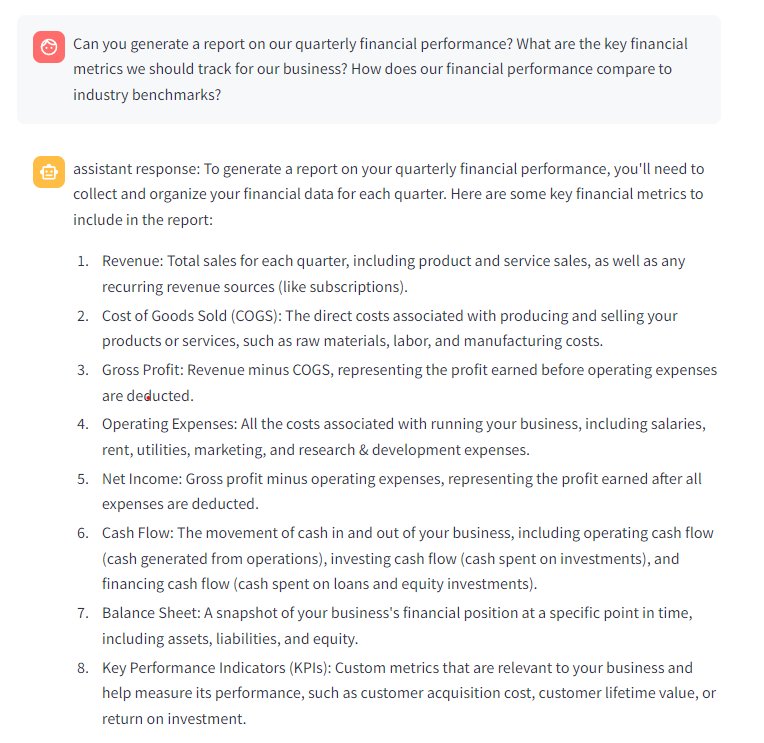 Can you generate a report on our quarterly financial performance? What are the key financial
metrics we should track for our business? How does our financial performance compare to
industry benchmarks?
assistant response: To generate a report on your quarterly financial performance, you'll need to
collect and organize your financial data for each quarter. Here are some key financial metrics to
include in the report:
1. Revenue: Total sales for each quarter, including product and service sales, as well as any
recurring revenue sources (like subscriptions).
2. Cost of Goods Sold (COGS): The direct costs associated with producing and selling your
products or services, such as raw materials, labor, and manufacturing costs.
3. Gross Profit: Revenue minus COGS, representing the profit earned before operating expenses
are deducted.
4. Operating Expenses: All the costs associated with running your business, including salaries,
rent, utilities, marketing, and research & development expenses.
5. Net Income: Gross profit minus operating expenses, representing the profit earned after all
expenses are deducted.
6. Cash Flow: The movement of cash in and out of your business, including operating cash flow
(cash generated from operations), investing cash flow (cash spent on investments), and
financing cash flow (cash spent on loans and equity investments).
7. Balance Sheet: A snapshot of your business's financial position at a specific point in time,
including assets, liabilities, and equity.
8. Key Performance Indicators (KPIs): Custom metrics that are relevant to your business and
help measure its performance, such as customer acquisition cost, customer lifetime value, or
return on investment.